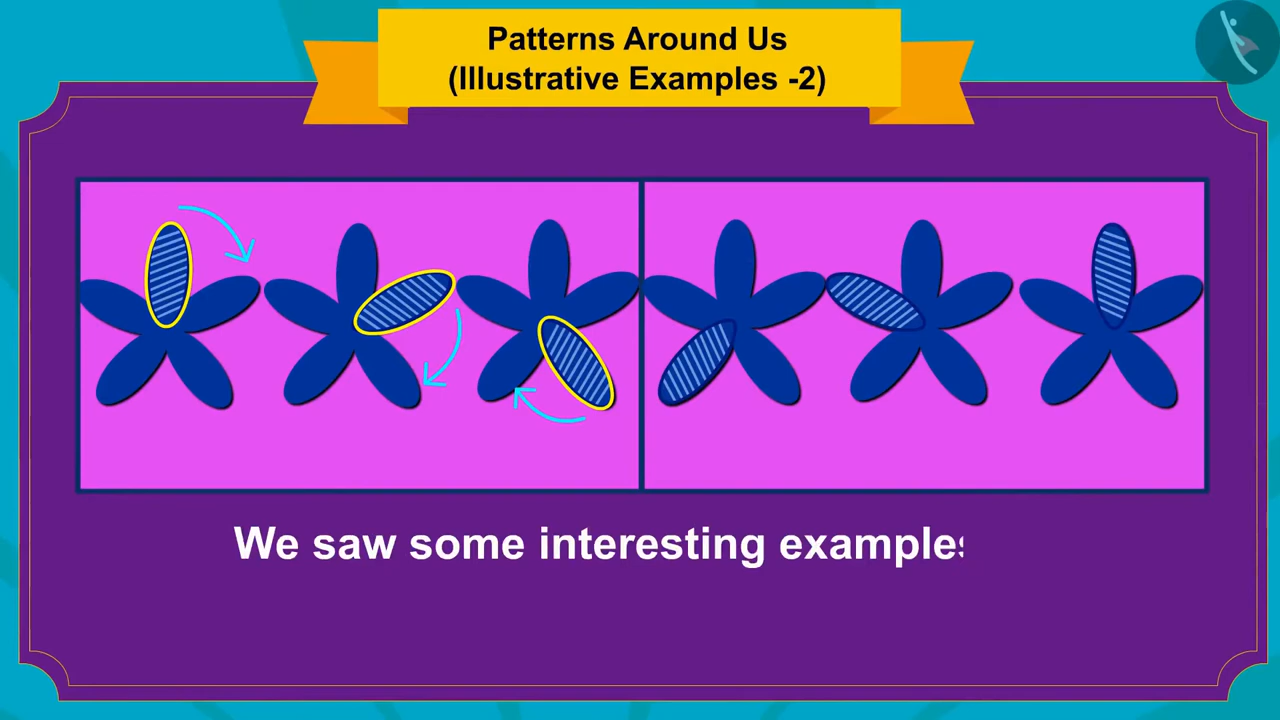 Patterns Around Us
(Illustrative Examples -2)
We saw some interesting examples